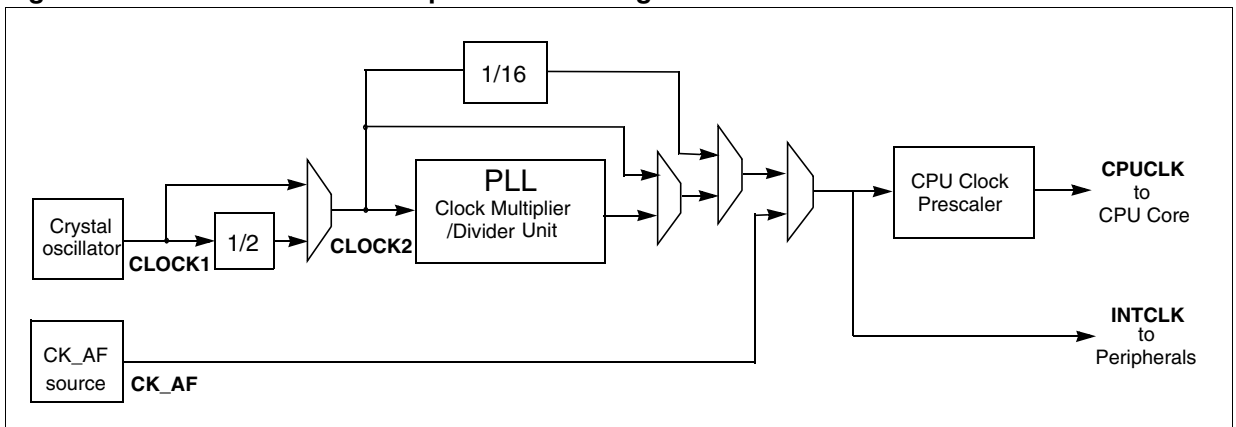 1/16
PLL
Clock Multiplier
/Divider Unit
Crystal
oscillator
CLOCK1
1/2
CLOCK2
CPU Clock
Prescaler
CPUCLK
to
CPU Core
INTCLK
to
Peripherals
CK_AF
source
CK_AF